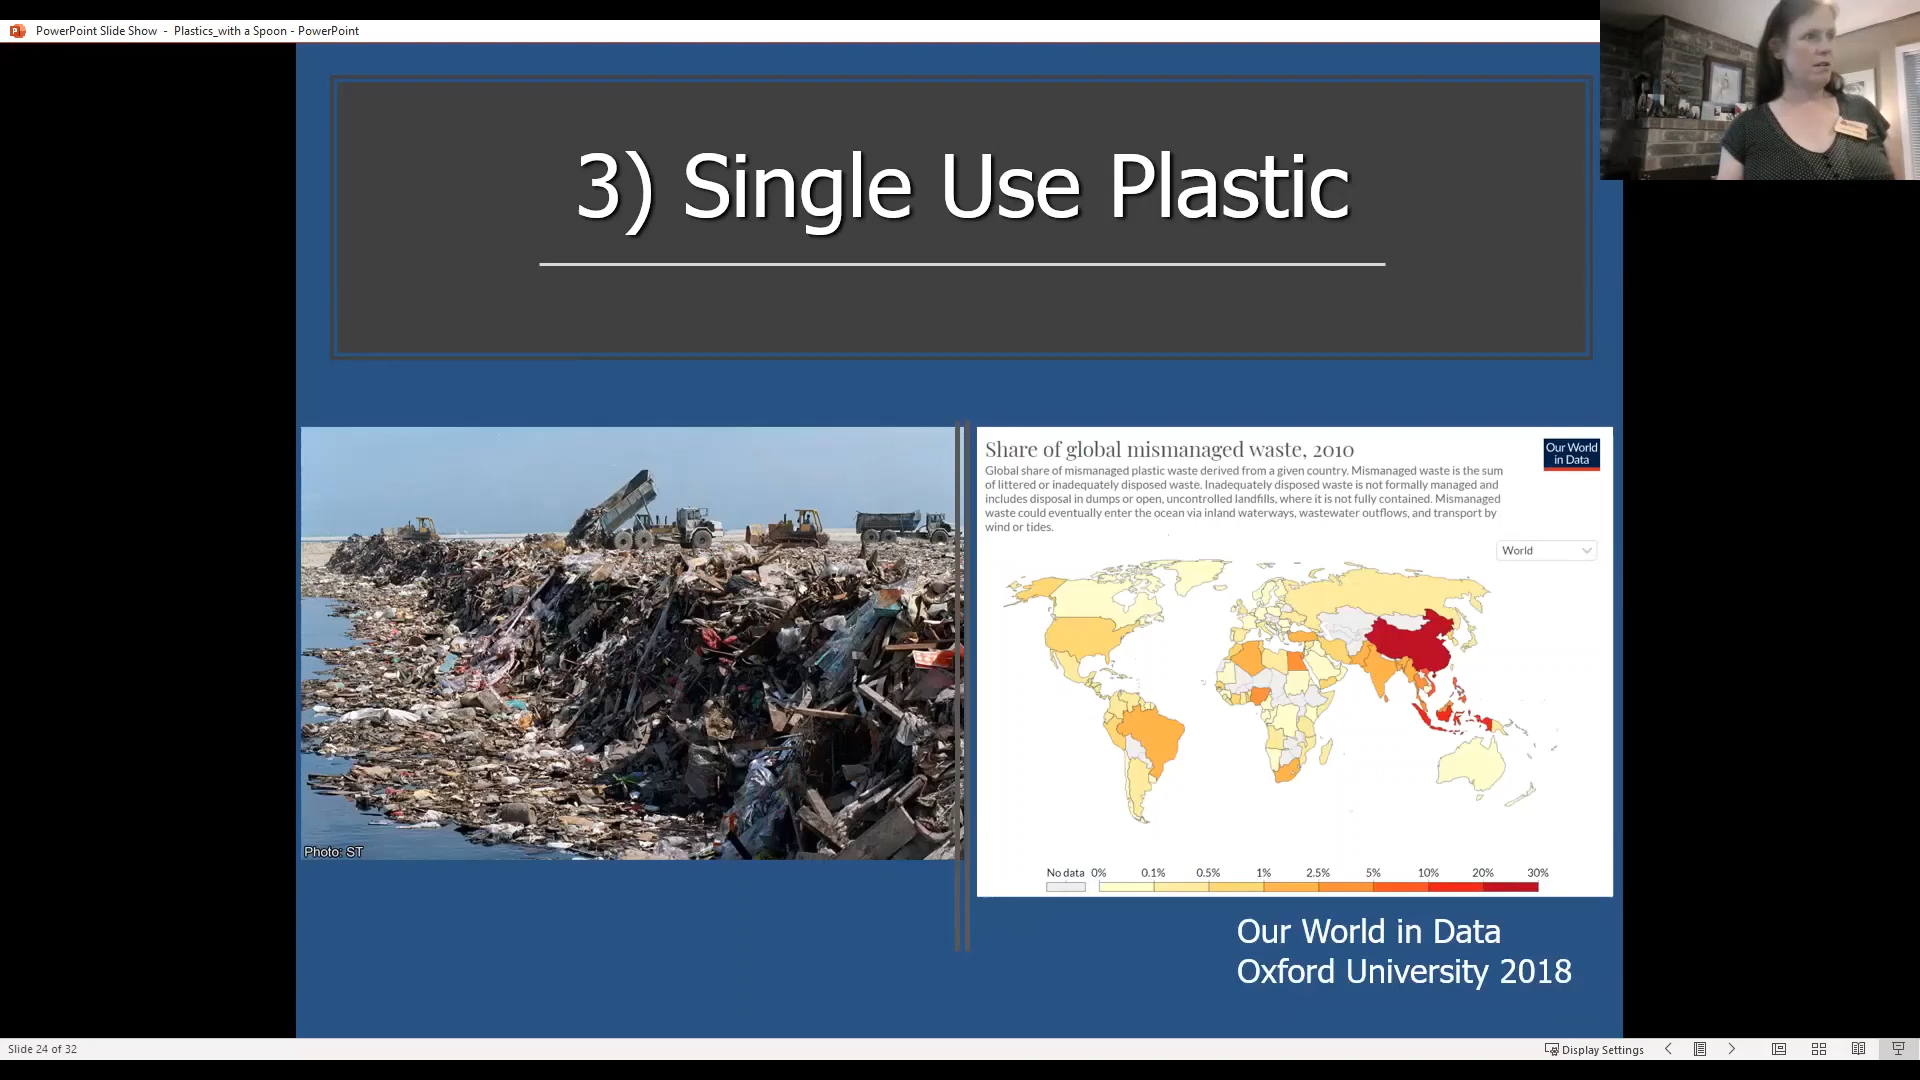 PowerPoint Slide Show - Plastics_with a Spoon - PowerPoint
3) Single Use Plastic
Photo: ST
Share of global mismanaged waste, 2010
Our World
in Data
Global share of mismanaged plastic waste derived from a given country. Mismanaged waste is the sum
of littered or inadequately disposed waste. Inadequately disposed waste is not formally managed and
includes disposal in dumps or open, uncontrolled landfills, where it is not fully contained. Mismanaged
waste could eventually enter the ocean via inland waterways, wastewater outflows, and transport by
wind or tides.
World
No data 0% 0.1% 0.5% 1% 2.5% 5% 10% 20% 30%
Our World in Data
Oxford University 2018
Slide 24 of 32
Display Settings